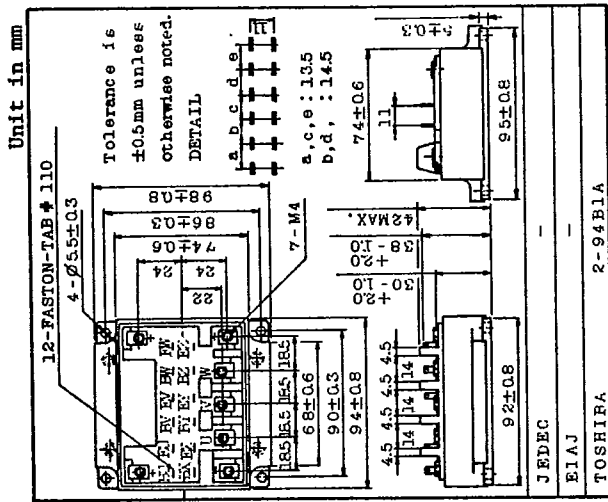 Unit in mm
12-FASTON-TAB #110
4-Ø5.5±0.3
98±0.8
86±0.3
74±0.6
24
24
22
7-M4
Tolerance is
±0.5mm unless
otherwise noted.
DETAIL
11
a b c d e
a,c,e : 13.5
b,d, : 14.5
U V W
18.5 18.5 18.5 18.5
68±0.6
90±0.3
94±0.8
4.5 4.5 4.5 4.5
14 14 14
30 +2.0 -1.0
38 +2.0 -1.0
42MAX.
92±0.8
74±0.6
11
5±0.3
95±0.8
JEDEC —
EIAJ —
TOSHIBA 2-94B1A